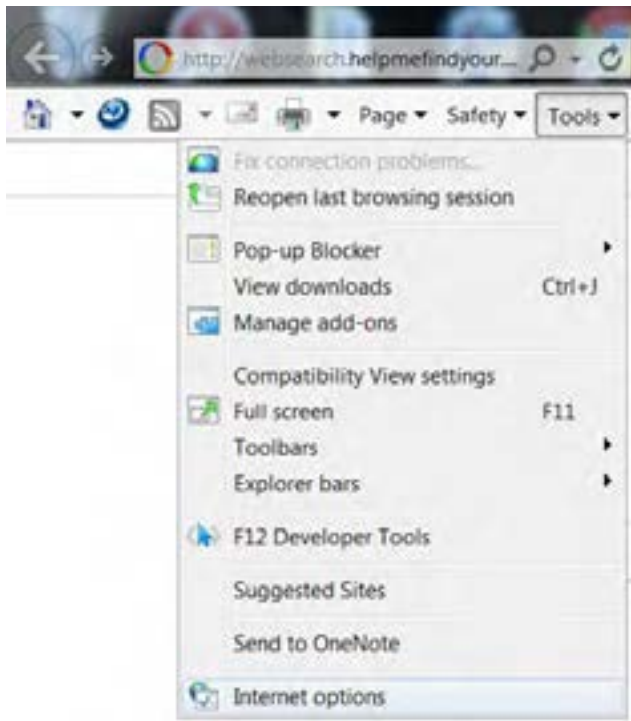 http://websearch.helpmefindyour...
Page Safety Tools
Fix connection problems...
Reopen last browsing session
Pop-up Blocker
View downloads Ctrl+J
Manage add-ons
Compatibility View settings
Full screen F11
Toolbars
Explorer bars
F12 Developer Tools
Suggested Sites
Send to OneNote
Internet options